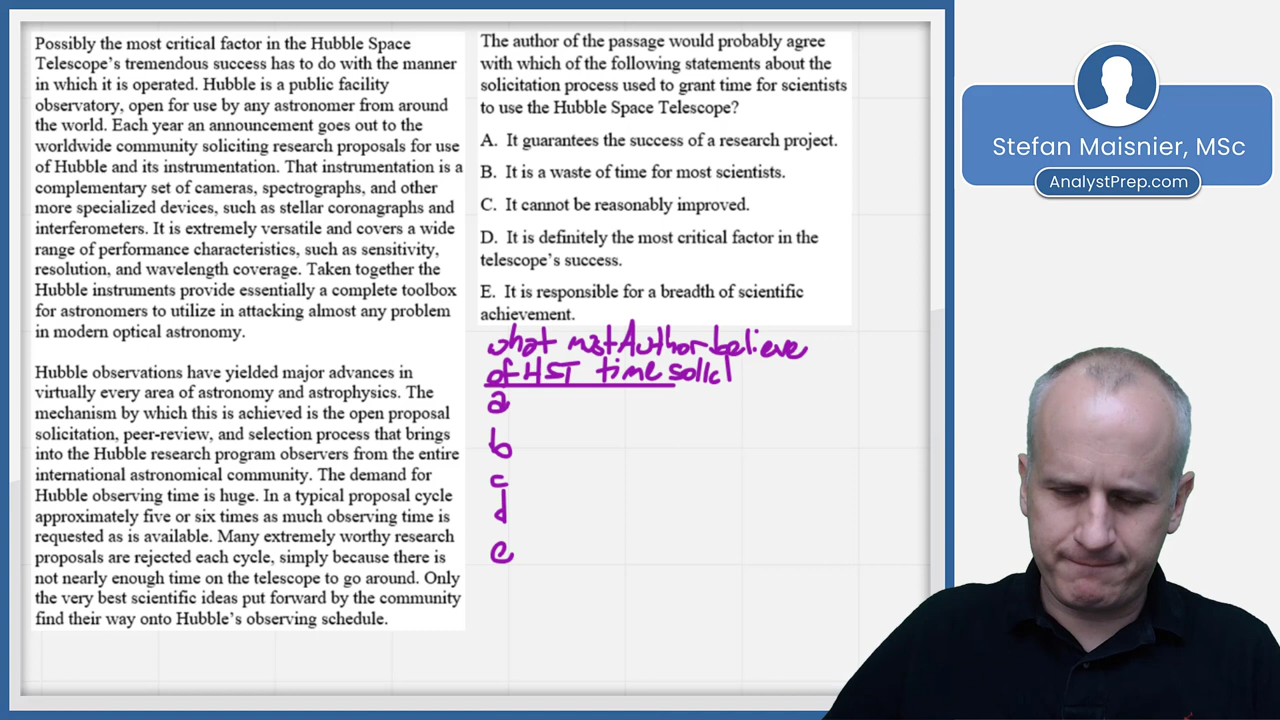 Possibly the most critical factor in the Hubble Space
Telescope's tremendous success has to do with the manner
in which it is operated. Hubble is a public facility
observatory, open for use by any astronomer from around
the world. Each year an announcement goes out to the
worldwide community soliciting research proposals for use
of Hubble and its instrumentation. That instrumentation is a
complementary set of cameras, spectrographs, and other
more specialized devices, such as stellar coronagraphs and
interferometers. It is extremely versatile and covers a wide
range of performance characteristics, such as sensitivity,
resolution, and wavelength coverage. Taken together the
Hubble instruments provide essentially a complete toolbox
for astronomers to utilize in attacking almost any problem
in modern optical astronomy.
Hubble observations have yielded major advances in
virtually every area of astronomy and astrophysics. The
mechanism by which this is achieved is the open proposal
solicitation, peer-review, and selection process that brings
into the Hubble research program observers from the entire
international astronomical community. The demand for
Hubble observing time is huge. In a typical proposal cycle
approximately five or six times as much observing time is
requested as is available. Many extremely worthy research
proposals are rejected each cycle, simply because there is
not nearly enough time on the telescope to go around. Only
the very best scientific ideas put forward by the community
find their way onto Hubble's observing schedule.
The author of the passage would probably agree
with which of the following statements about the
solicitation process used to grant time for scientists
to use the Hubble Space Telescope?
A. It guarantees the success of a research project.
B. It is a waste of time for most scientists.
C. It cannot be reasonably improved.
D. It is definitely the most critical factor in the
telescope's success.
E. It is responsible for a breadth of scientific
achievement.
what must Author believe
of HST time solic
a
b
c
d
e
Stefan Maisnier, MSc
AnalystPrep.com